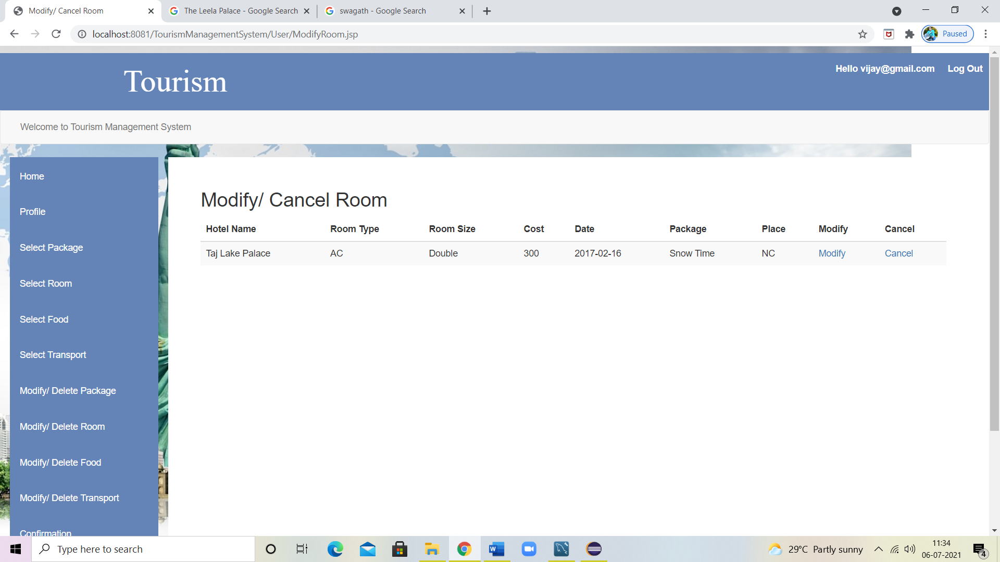 Modify/ Cancel Room
The Leela Palace - Google Search
swagath - Google Search
localhost:8081/TourismManagementSystem/User/ModifyRoom.jsp
Paused
Tourism
Hello vijay@gmail.com Log Out
Welcome to Tourism Management System
Home
Profile
Select Package
Select Room
Select Food
Select Transport
Modify/ Delete Package
Modify/ Delete Room
Modify/ Delete Food
Modify/ Delete Transport
Confirmation
Modify/ Cancel Room
Hotel Name Room Type Room Size Cost Date Package Place Modify Cancel
Taj Lake Palace AC Double 300 2017-02-16 Snow Time NC Modify Cancel
Type here to search
29°C Partly sunny
11:34
06-07-2021
4